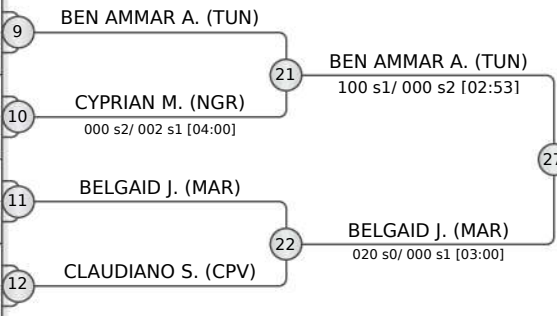 BEN AMMAR A. (TUN)
9
BEN AMMAR A. (TUN)
21
100 s1/ 000 s2 [02:53]
CYPRIAN M. (NGR)
10
000 s2/ 002 s1 [04:00]
27
BELGAID J. (MAR)
11
BELGAID J. (MAR)
22
020 s0/ 000 s1 [03:00]
CLAUDIANO S. (CPV)
12